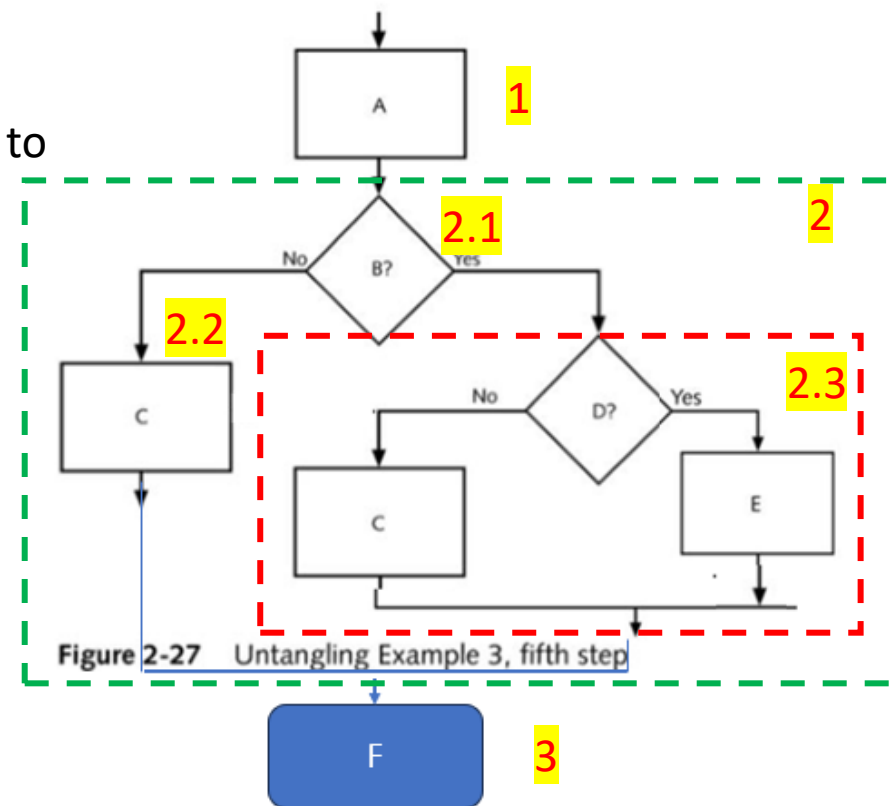 A
1
to
2
2.1
No
B?
Yes
2.2
2.3
No
D?
Yes
C
C
E
Figure 2-27 Untangling Example 3, fifth step
F
3